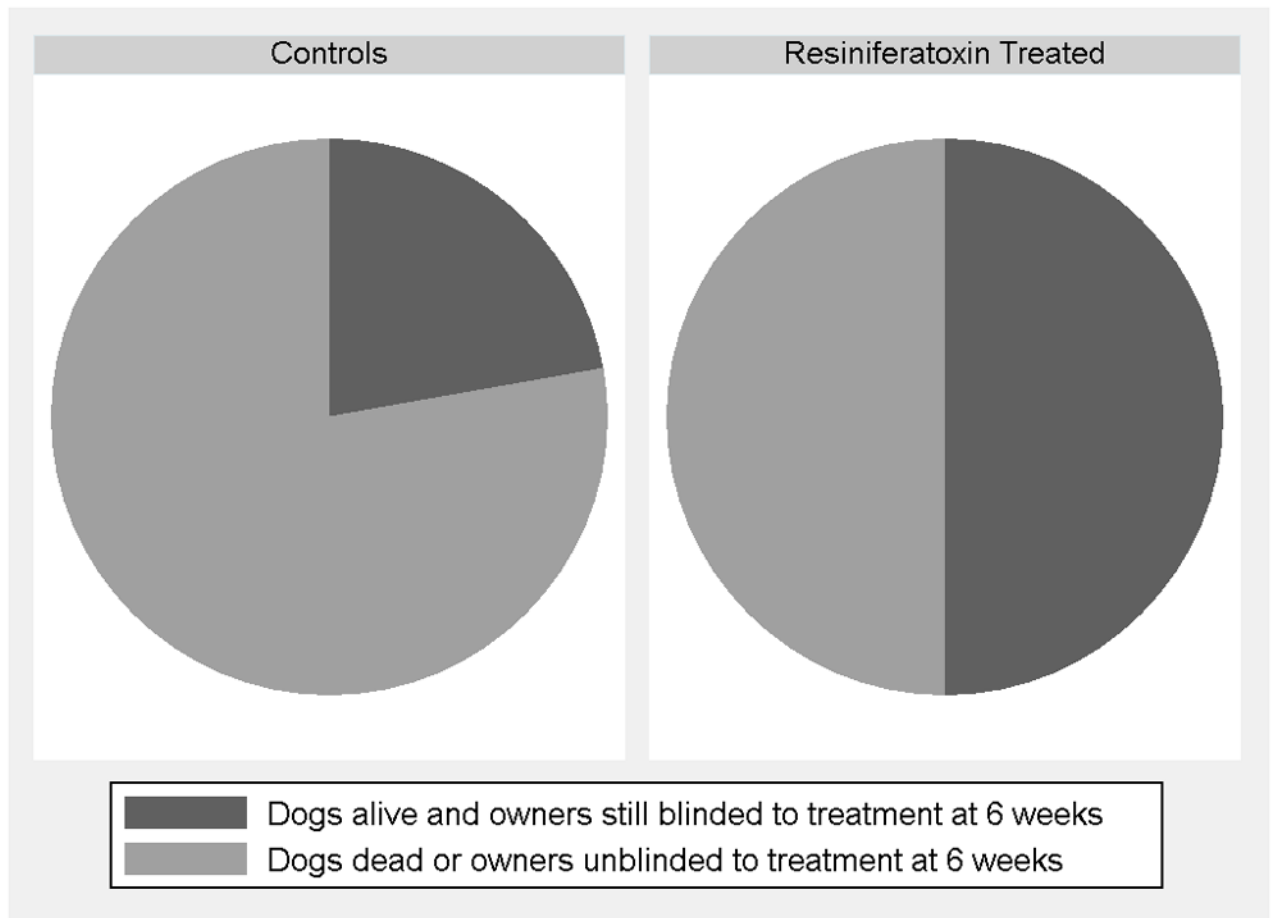 Controls
Resiniferatoxin Treated
Dogs alive and owners still blinded to treatment at 6 weeks
Dogs dead or owners unblinded to treatment at 6 weeks